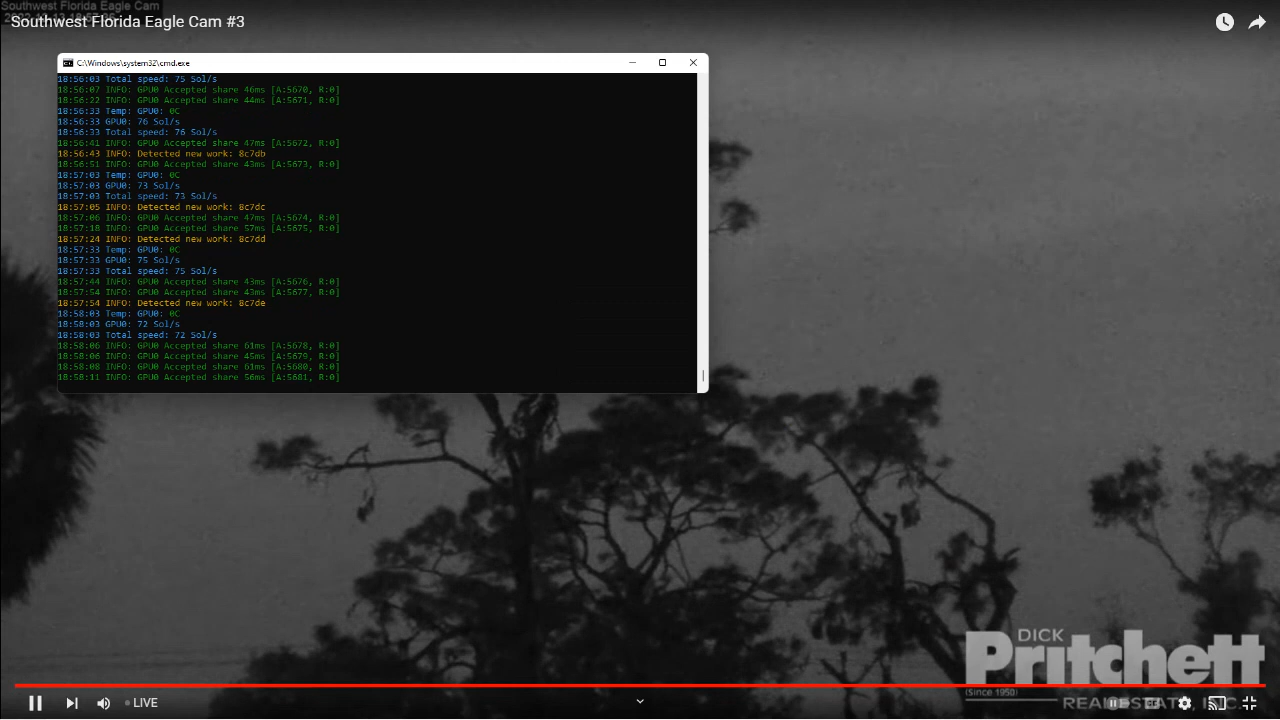 Southwest Florida Eagle Cam
Southwest Florida Eagle Cam #3
C:\Windows\system32\cmd.exe
18:56:03 Total speed: 75 Sol/s
18:56:07 INFO: GPU0 Accepted share 46ms [A:5670, R:0]
18:56:22 INFO: GPU0 Accepted share 44ms [A:5671, R:0]
18:56:33 Temp: GPU0: 0C
18:56:33 GPU0: 76 Sol/s
18:56:33 Total speed: 76 Sol/s
18:56:41 INFO: GPU0 Accepted share 47ms [A:5672, R:0]
18:56:43 INFO: Detected new work: 8c7db
18:56:51 INFO: GPU0 Accepted share 43ms [A:5673, R:0]
18:57:03 Temp: GPU0: 0C
18:57:03 GPU0: 73 Sol/s
18:57:03 Total speed: 73 Sol/s
18:57:05 INFO: Detected new work: 8c7dc
18:57:06 INFO: GPU0 Accepted share 47ms [A:5674, R:0]
18:57:18 INFO: GPU0 Accepted share 57ms [A:5675, R:0]
18:57:24 INFO: Detected new work: 8c7dd
18:57:33 Temp: GPU0: 0C
18:57:33 GPU0: 75 Sol/s
18:57:33 Total speed: 75 Sol/s
18:57:44 INFO: GPU0 Accepted share 43ms [A:5676, R:0]
18:57:54 INFO: GPU0 Accepted share 43ms [A:5677, R:0]
18:57:54 INFO: Detected new work: 8c7de
18:58:03 Temp: GPU0: 0C
18:58:03 GPU0: 72 Sol/s
18:58:03 Total speed: 72 Sol/s
18:58:06 INFO: GPU0 Accepted share 61ms [A:5678, R:0]
18:58:06 INFO: GPU0 Accepted share 45ms [A:5679, R:0]
18:58:08 INFO: GPU0 Accepted share 61ms [A:5680, R:0]
18:58:11 INFO: GPU0 Accepted share 56ms [A:5681, R:0]
DICK
Pritchett
(Since 1950)
REAL ESTATE, INC.
LIVE